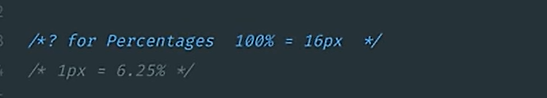 /*? for Percentages  100% = 16px  */
/* 1px = 6.25% */